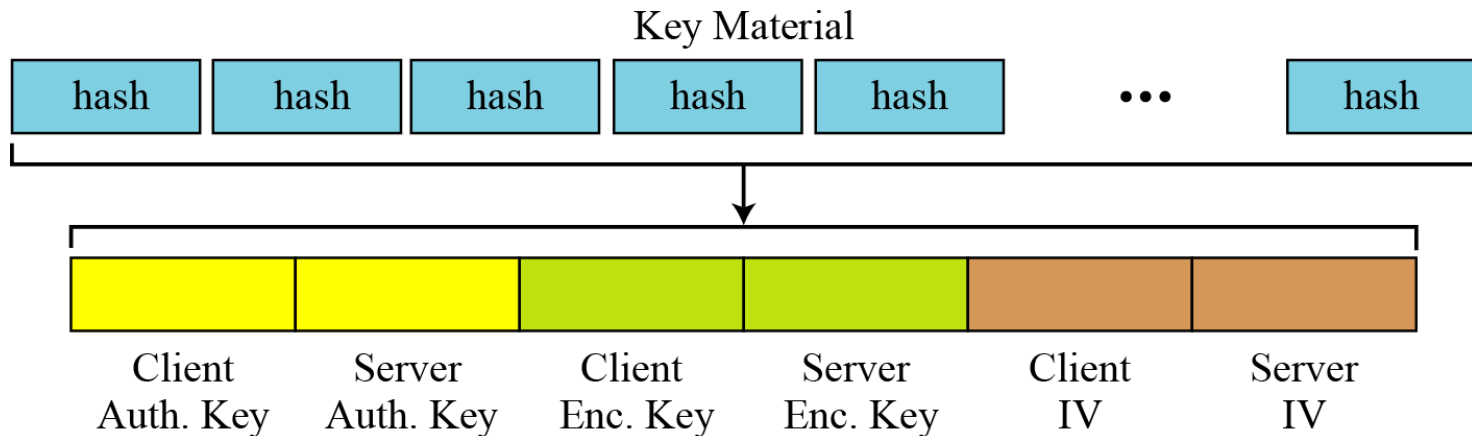 Key Material
hash hash hash hash hash ••• hash
Client Server Client Server Client Server
Auth. Key Auth. Key Enc. Key Enc. Key IV IV